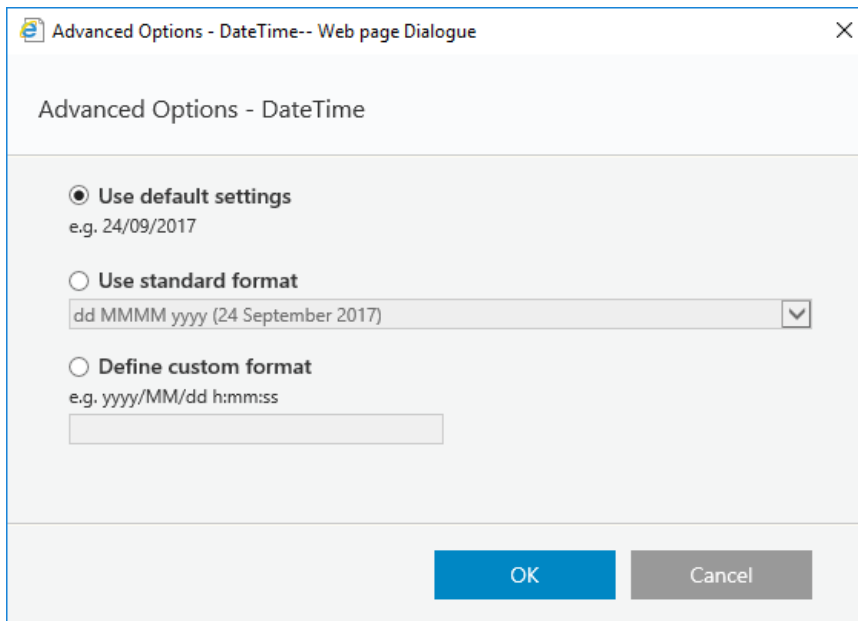 Advanced Options - DateTime-- Web page Dialogue
Advanced Options - DateTime
Use default settings
e.g. 24/09/2017
Use standard format
dd MMMM yyyy (24 September 2017)
Define custom format
e.g. yyyy/MM/dd h:mm:ss
OK
Cancel